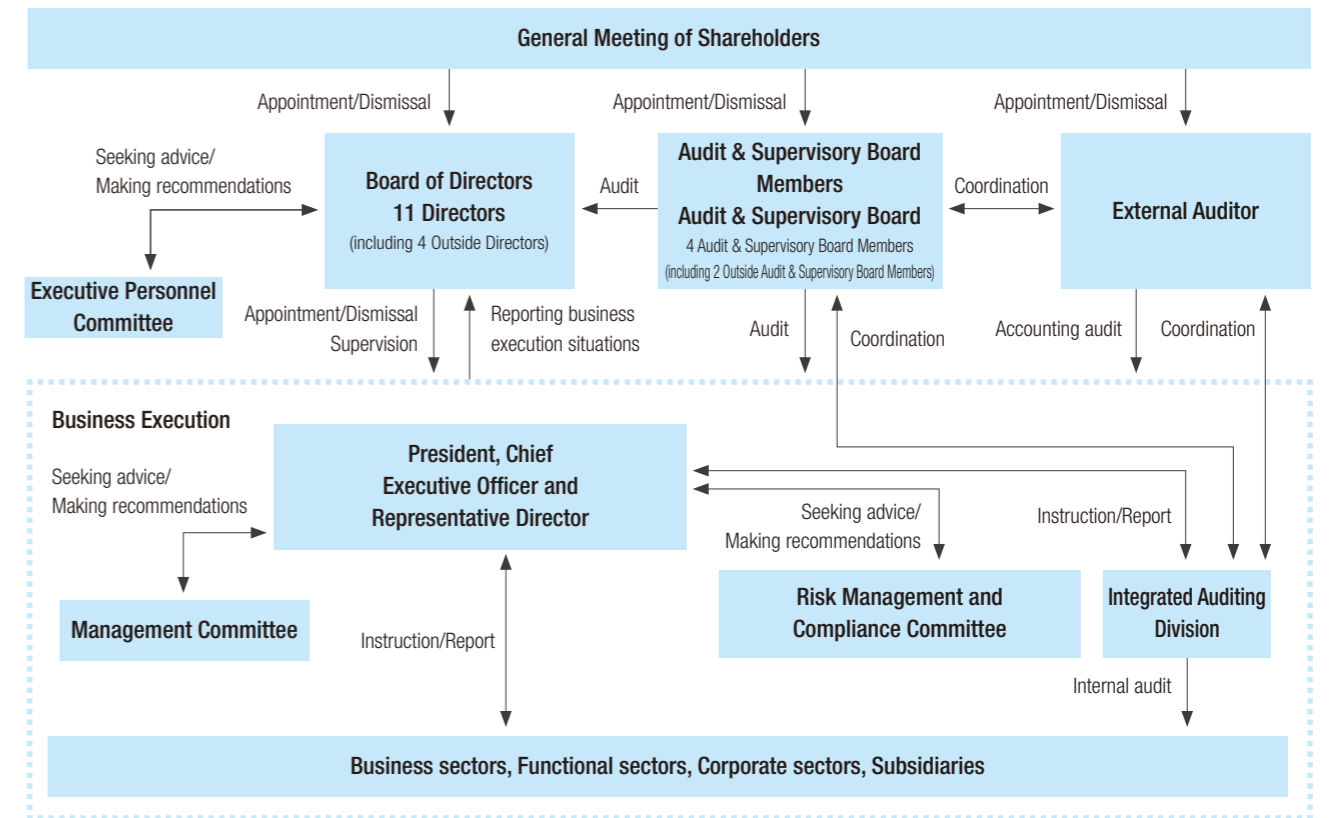 General Meeting of Shareholders
Appointment/Dismissal
Appointment/Dismissal
Appointment/Dismissal
Seeking advice/
Making recommendations
Board of Directors
11 Directors
(including 4 Outside Directors)
Audit
Audit & Supervisory Board
Members
Audit & Supervisory Board
4 Audit & Supervisory Board Members
(including 2 Outside Audit & Supervisory Board Members)
Coordination
External Auditor
Executive Personnel
Committee
Appointment/Dismissal
Supervision
Reporting business
execution situations
Audit
Coordination
Accounting audit
Coordination
Business Execution
Seeking advice/
Making recommendations
President, Chief
Executive Officer and
Representative Director
Seeking advice/
Making recommendations
Instruction/Report
Management Committee
Instruction/Report
Risk Management and
Compliance Committee
Integrated Auditing
Division
Internal audit
Business sectors, Functional sectors, Corporate sectors, Subsidiaries